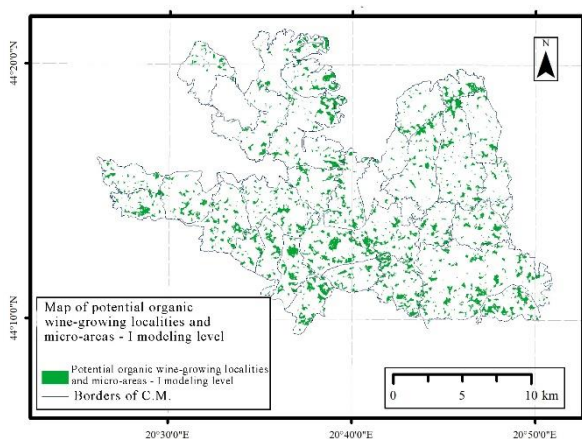 N
44°20'0"N
44°10'0"N
Map of potential organic
wine-growing localities and
micro-areas - I modeling level
Potential organic wine-growing localities
and micro-areas - I modeling level
Borders of C.M.
0 5 10 km
20°30'0"E 20°40'0"E 20°50'0"E